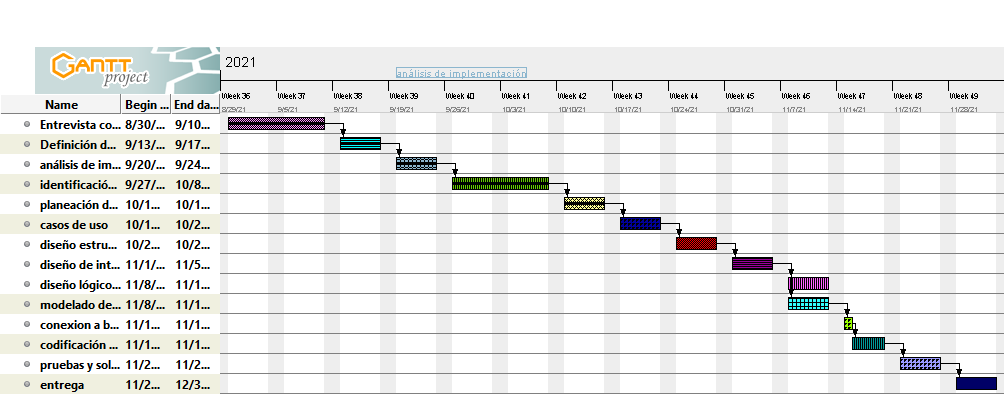 GANTT
project
2021
análisis de implementación
Week 36 Week 37 Week 38 Week 39 Week 40 Week 41 Week 42 Week 43 Week 44 Week 45 Week 46 Week 47 Week 48 Week 49
8/29/21 9/5/21 9/12/21 9/19/21 9/26/21 10/3/21 10/10/21 10/17/21 10/24/21 10/31/21 11/7/21 11/14/21 11/21/21 11/28/21
Name Begin ... End da...
Entrevista co... 8/30/... 9/10...
Definición d... 9/13/... 9/17...
análisis de im... 9/20/... 9/24...
identificació... 9/27/... 10/8...
planeación d... 10/1... 10/1...
casos de uso 10/1... 10/2...
diseño estru... 10/2... 10/2...
diseño de int... 11/1/... 11/5...
diseño lógico... 11/8/... 11/1...
modelado de... 11/8/... 11/1...
conexion a b... 11/1... 11/1...
codificación ... 11/1... 11/1...
pruebas y sol... 11/2... 11/2...
entrega 11/2... 12/3...